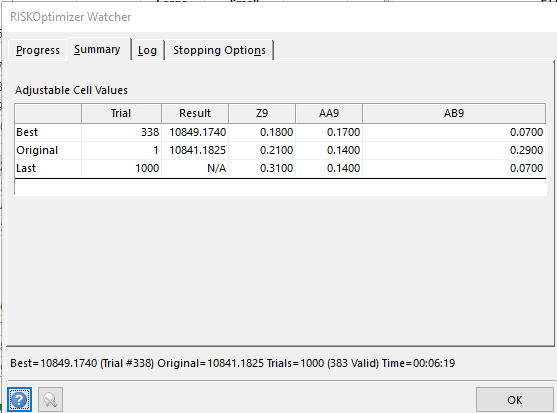 RISKOptimizer Watcher
Progress Summary Log Stopping Options
Adjustable Cell Values
Trial Result Z9 AA9 AB9
Best 338 10849.1740 0.1800 0.1700 0.0700
Original 1 10841.1825 0.2100 0.1400 0.2900
Last 1000 N/A 0.3100 0.1400 0.0700
Best=10849.1740 (Trial #338) Original=10841.1825 Trials=1000 (383 Valid) Time=00:06:19
? OK